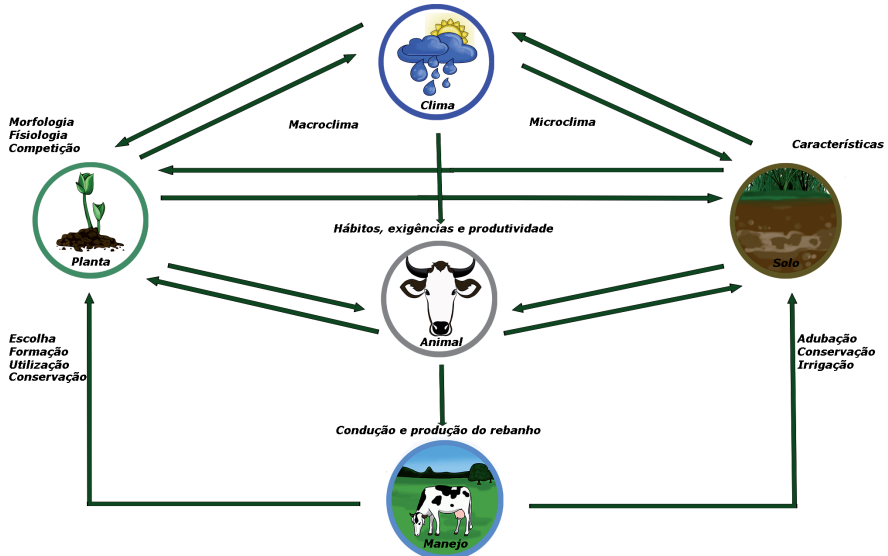 Clima
Macroclima
Microclima
Morfologia
Físiologia
Competição
Características
Planta
Hábitos, exigências e produtividade
Solo
Animal
Escolha
Formação
Utilização
Conservação
Adubação
Conservação
Irrigação
Condução e produção do rebanho
Manejo